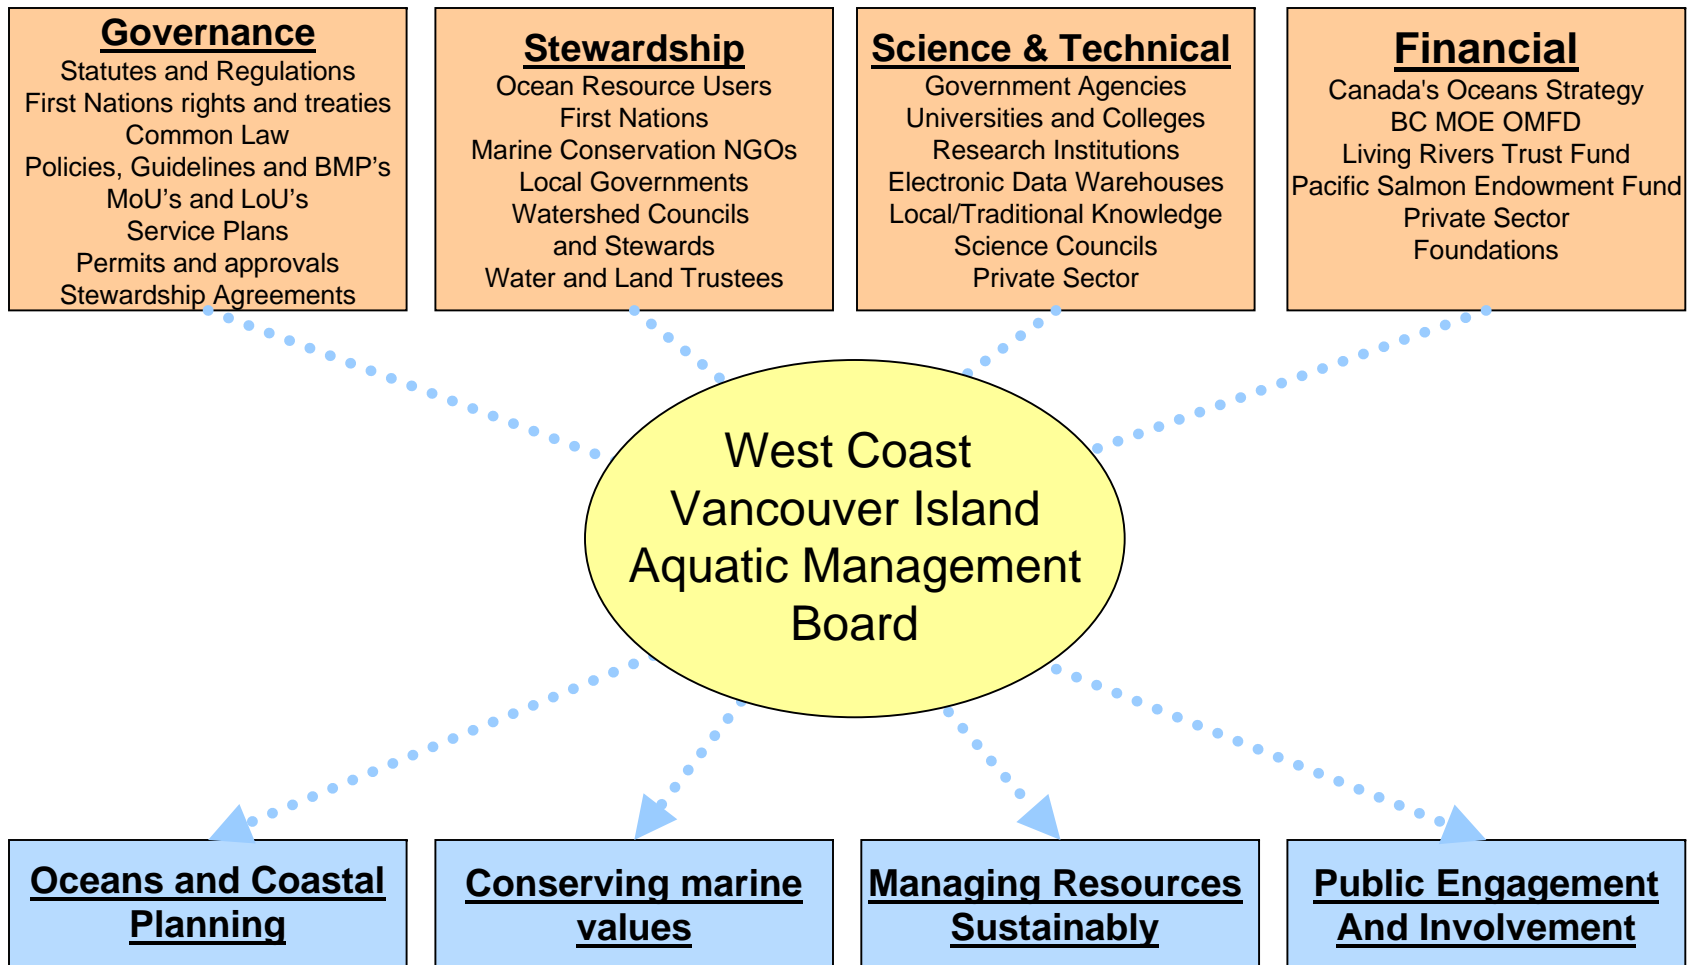 Governance
Statutes and Regulations
First Nations rights and treaties
Common Law
Policies, Guidelines and BMP's
MoU's and LoU's
Service Plans
Permits and approvals
Stewardship Agreements
Stewardship
Ocean Resource Users
First Nations
Marine Conservation NGOs
Local Governments
Watershed Councils
and Stewards
Water and Land Trustees
Science & Technical
Government Agencies
Universities and Colleges
Research Institutions
Electronic Data Warehouses
Local/Traditional Knowledge
Science Councils
Private Sector
Financial
Canada's Oceans Strategy
BC MOE OMFD
Living Rivers Trust Fund
Pacific Salmon Endowment Fund
Private Sector
Foundations
West Coast
Vancouver Island
Aquatic Management
Board
Oceans and Coastal
Planning
Conserving marine
values
Managing Resources
Sustainably
Public Engagement
And Involvement